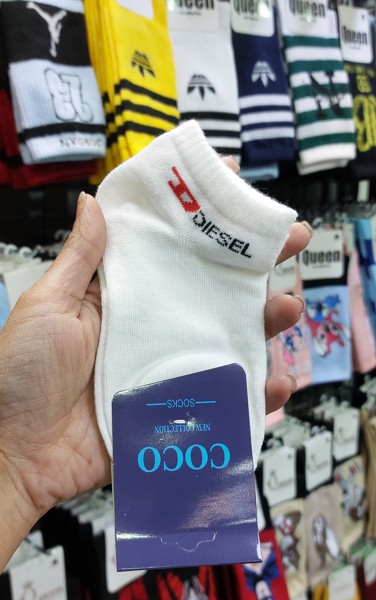 Queen
Queen
Queen
DIESEL
Queen
SOCKS
NEW COLLECTION
COCO